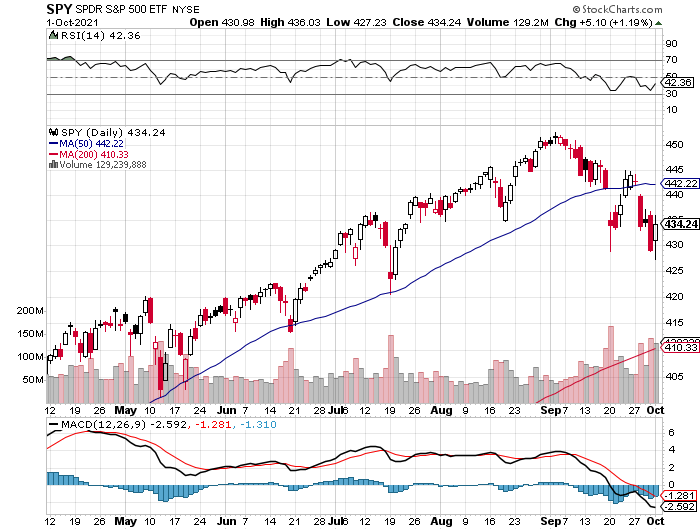 SPY SPDR S&P 500 ETF NYSE © StockCharts.com
1-Oct-2021 Open 430.98 High 436.03 Low 427.23 Close 434.24 Volume 129.2M Chg +5.10 (+1.19%)
RSI(14) 42.36
90
70
50
42.36
30
10
SPY (Daily) 434.24
MA(50) 442.22
MA(200) 410.33
Volume 129,239,888
450
445
442.22
440
435
434.24
430
425
420
415
410.33
405
200M
150M
100M
50M
12 19 26 May 10 17 24 Jun 7 14 21 28 Jul 6 12 19 26 Aug 9 16 23 Sep 7 13 20 27 Oct
MACD(12,26,9) -2.592, -1.281, -1.310
6
4
2
0
-1.281
-2.592
12 19 26 May 10 17 24 Jun 7 14 21 28 Jul 6 12 19 26 Aug 9 16 23 Sep 7 13 20 27 Oct